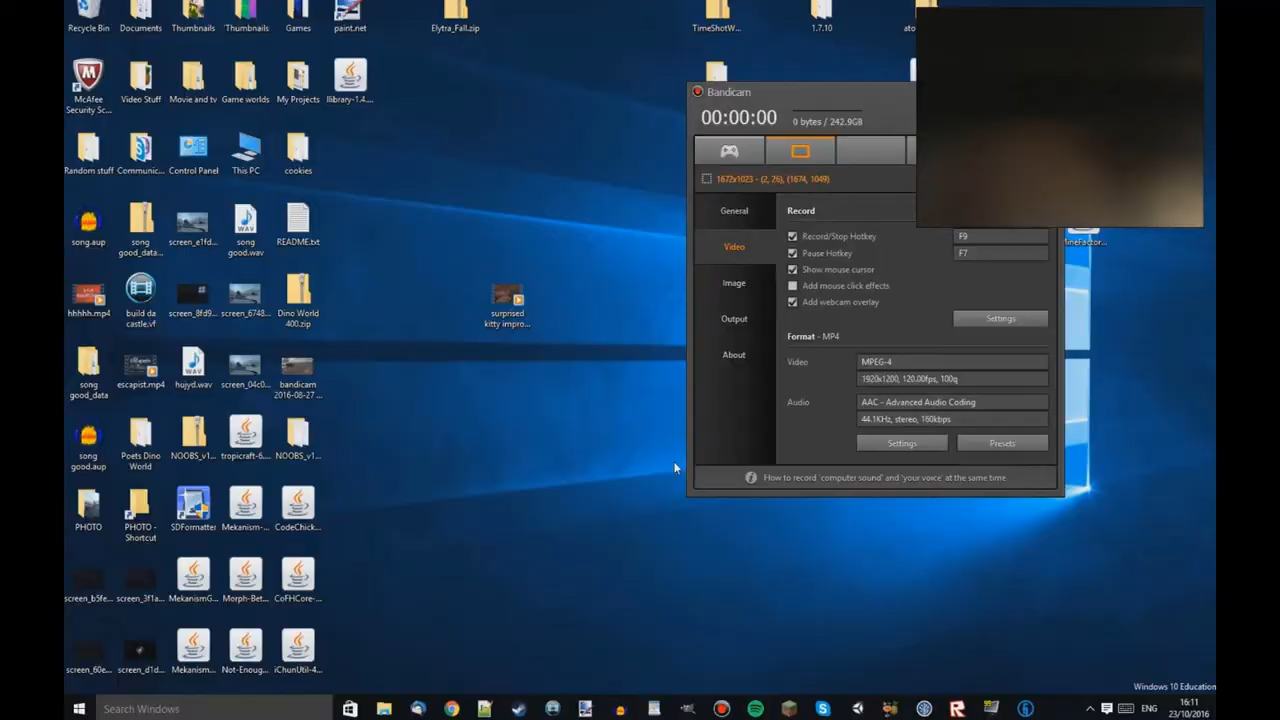 Recycle Bin
Documents
Thumbnails
Thumbnails
Games
paint.net
Elytra_Fall.zip
TimeShotW...
1.7.10
McAfee
Security Sc...
Video Stuff
Movie and tv
Game worlds
My Projects
llibrary-1.4....
Random stuff
Communic...
Control Panel
This PC
cookies
song.aup
song
good_data...
screen_e1fd...
song
good.wav
README.txt
hhhhh.mp4
build da
castle.vf
screen_8fd9...
screen_6748...
Dino World
400.zip
surprised
kitty impro...
song
good_data
escapist.mp4
hujyd.wav
screen_04c0...
bandicam
2016-08-27 ...
song
good.aup
Poets Dino
World
NOOBS_v1...
tropicraft-6....
NOOBS_v1...
PHOTO
PHOTO -
Shortcut
SDFormatter
Mekanism-...
CodeChick...
screen_b5fe...
screen_3f1a...
MekanismG...
Morph-Bet...
CoFHCore-...
screen_60e...
screen_d1d...
Mekanism...
Not-Enoug...
iChunUtil-4...
Bandicam
00:00:00
0 bytes / 242.9GB
1672x1023 - (2, 26), (1674, 1049)
General
Video
Image
Output
About
Record
Record/Stop Hotkey
F9
Pause Hotkey
F7
Show mouse cursor
Add mouse click effects
Add webcam overlay
Settings
Format - MP4
Video
MPEG-4
1920x1200, 120.00fps, 100q
Audio
AAC - Advanced Audio Coding
44.1KHz, stereo, 160kbps
Settings
Presets
How to record 'computer sound' and 'your voice' at the same time
Windows 10 Education
Search Windows
ENG
16:11
23/10/2016